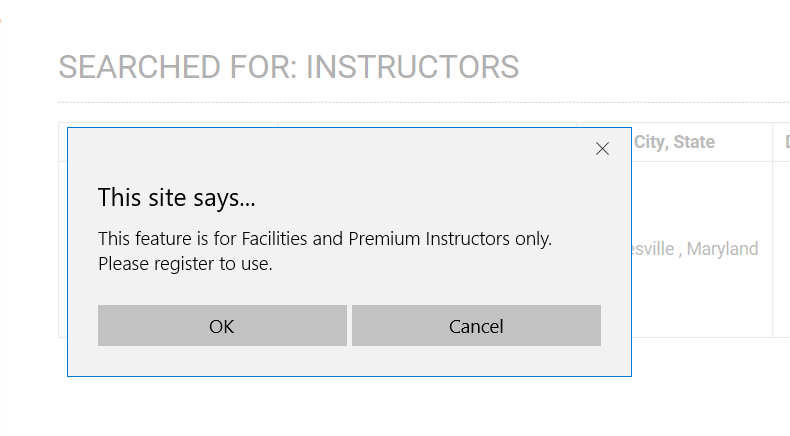 SEARCHED FOR: INSTRUCTORS
City, State
This site says...
This feature is for Facilities and Premium Instructors only.
Please register to use.
, Maryland
OK
Cancel